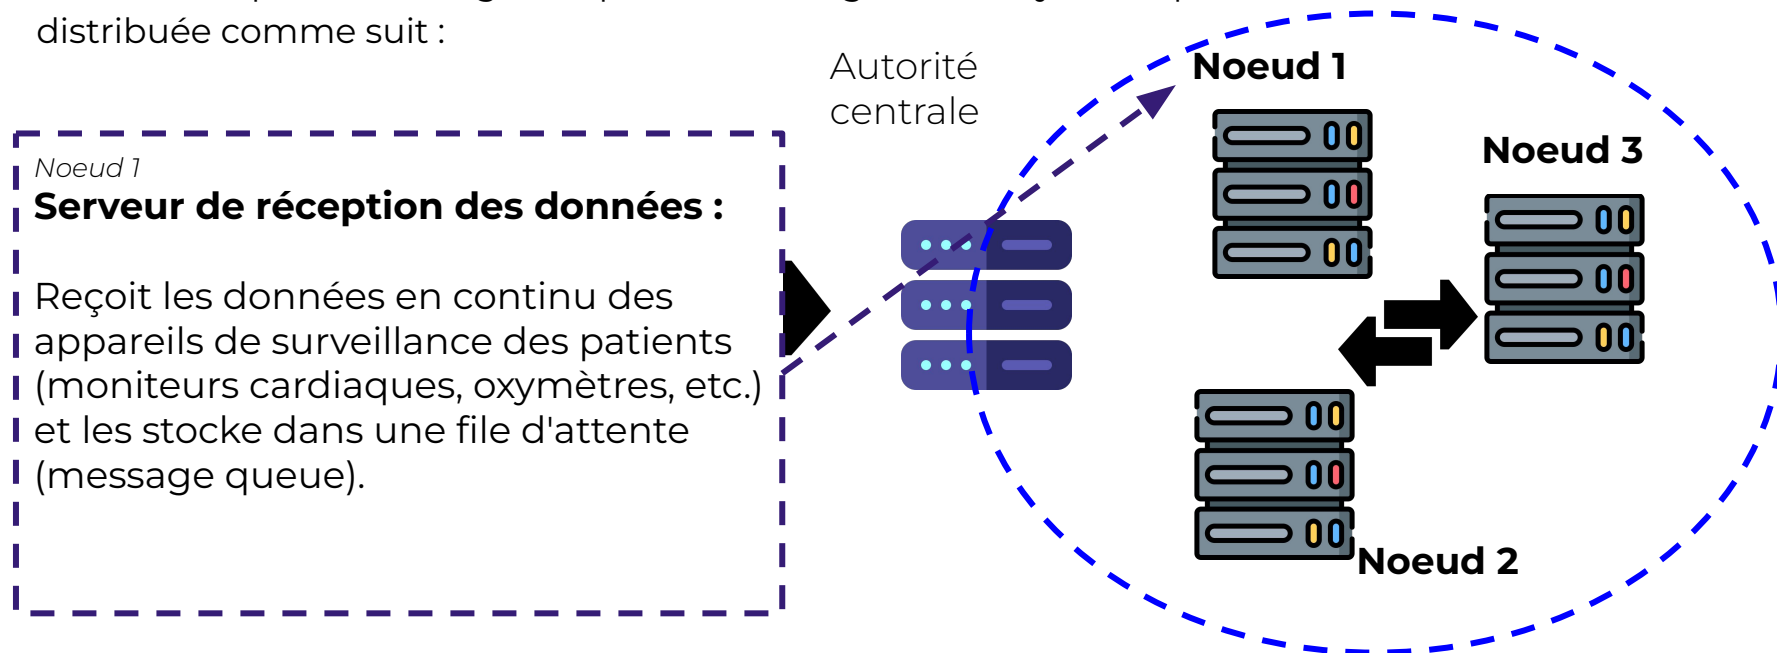 distribuée comme suit :
Autorité
centrale
Noeud 1
Noeud 3
Noeud 1
Serveur de réception des données :
Reçoit les données en continu des
appareils de surveillance des patients
(moniteurs cardiaques, oxymètres, etc.)
et les stocke dans une file d'attente
(message queue).
Noeud 2